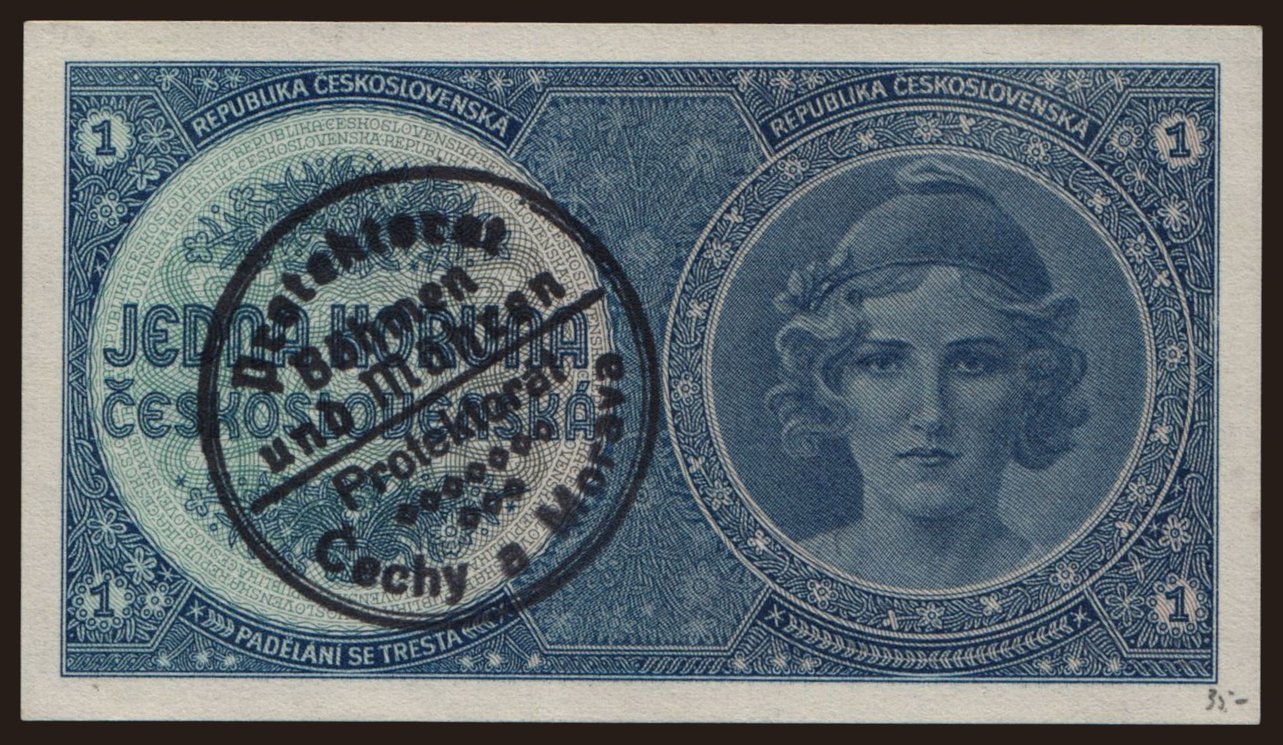 REPUBLIKA ČESKOSLOVENSKÁ
REPUBLIKA ČESKOSLOVENSKÁ
1
1
JEDNA KORUNA
ČESKOSLOVENSKÁ
Protektorat
Böhmen
und Mähren
Protektorát
Čechy a Morava
1
1
PADĚLÁNÍ SE TRESTÁ